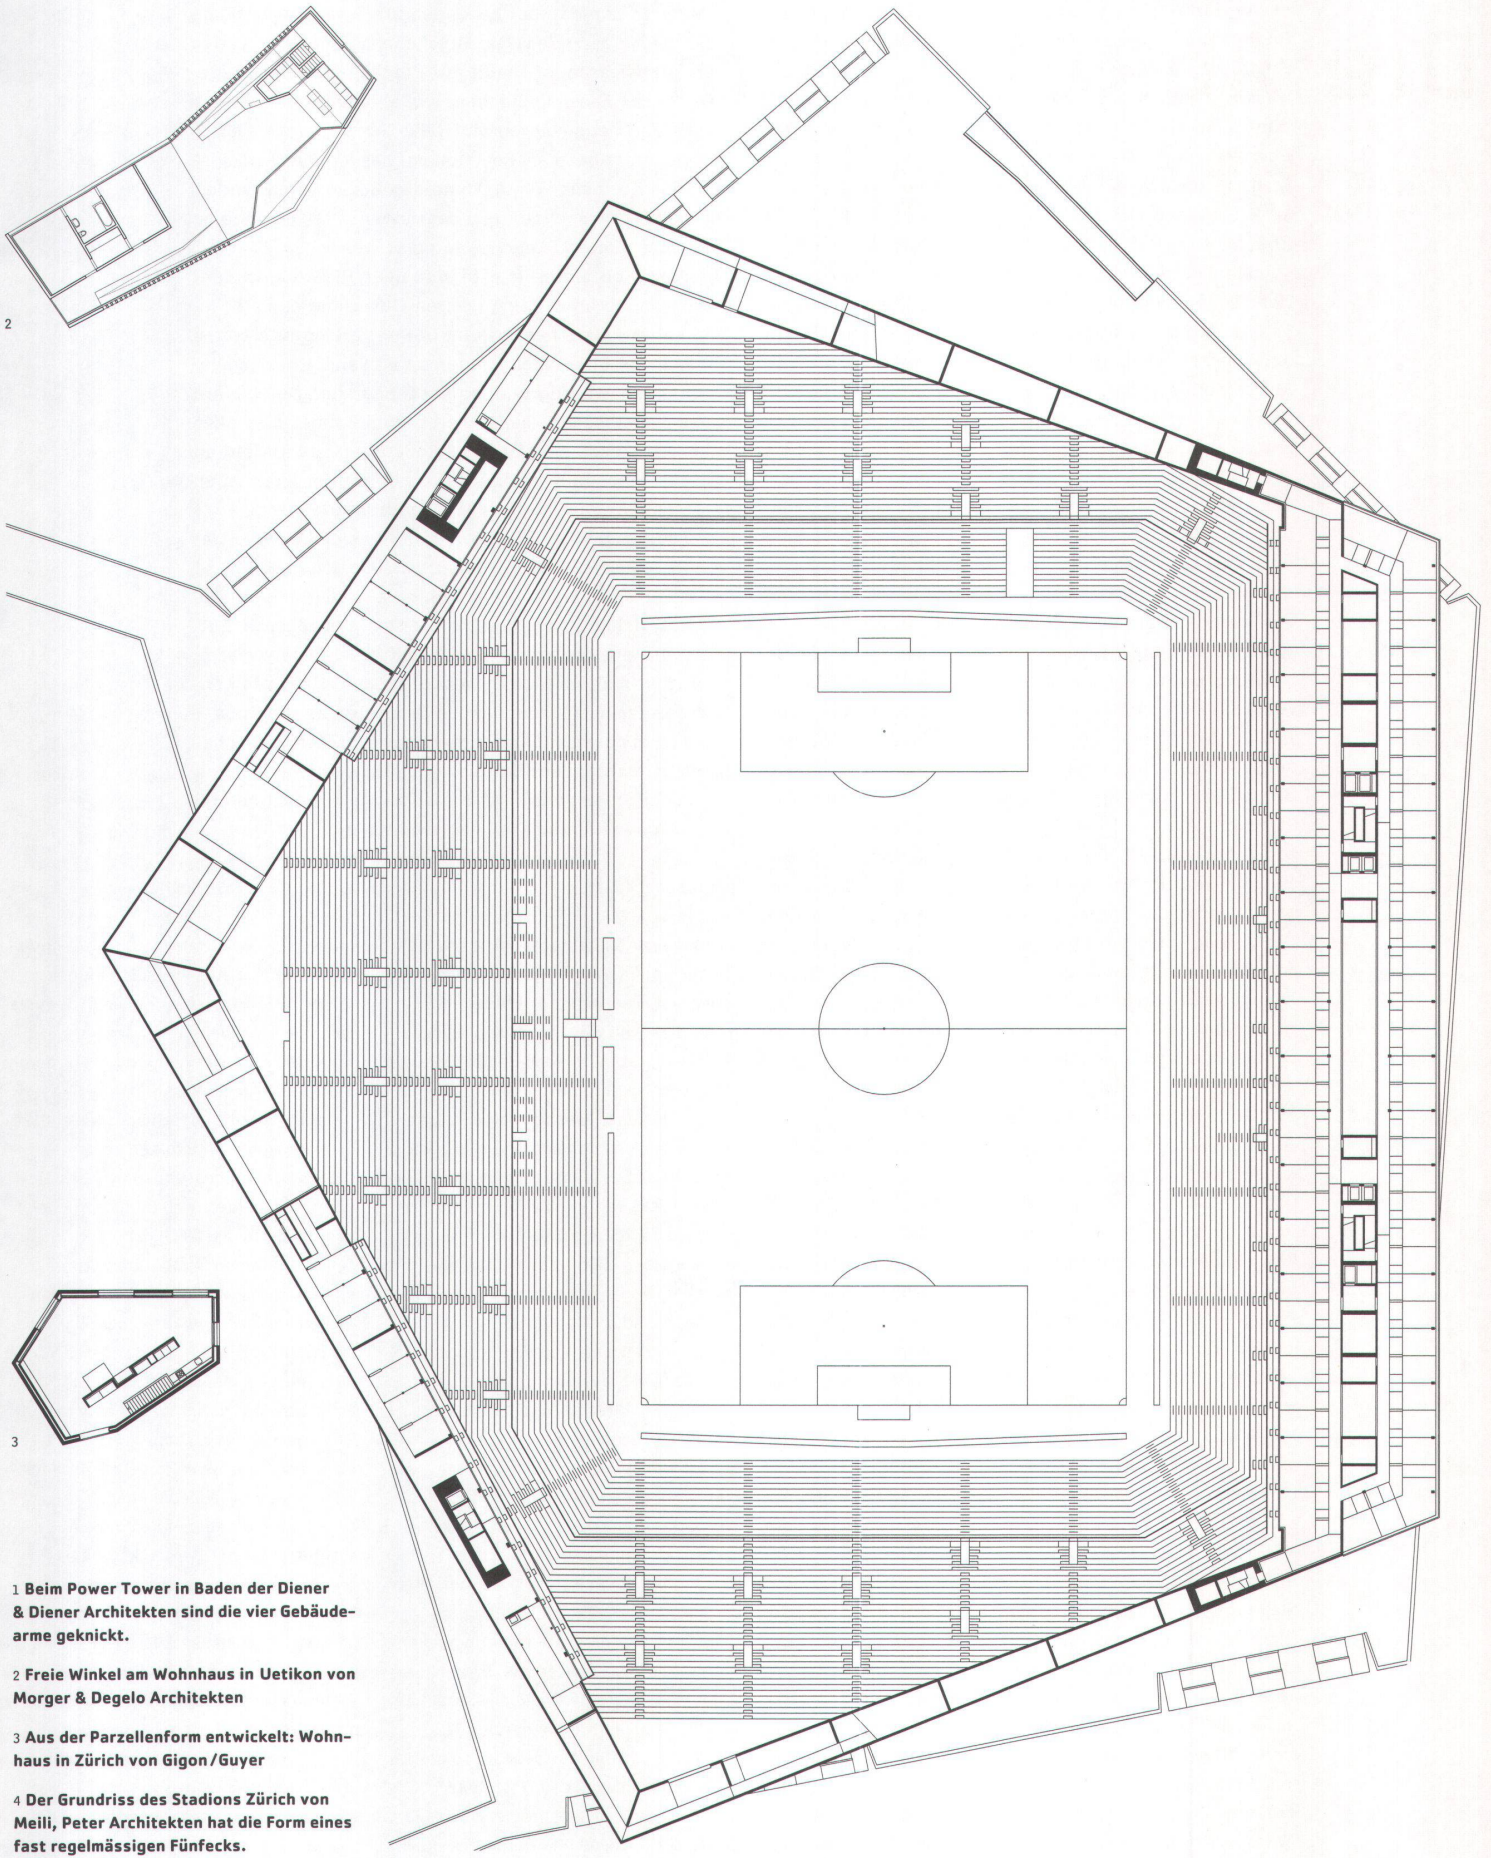 2
3
1 Beim Power Tower in Baden der Diener
& Diener Architekten sind die vier Gebäude-
arme geknickt.
2 Freie Winkel am Wohnhaus in Uetikon von
Morger & Degelo Architekten
3 Aus der Parzellenform entwickelt: Wohn-
haus in Zürich von Gigon/Guyer
4 Der Grundriss des Stadions Zürich von
Meili, Peter Architekten hat die Form eines
fast regelmässigen Fünfecks.